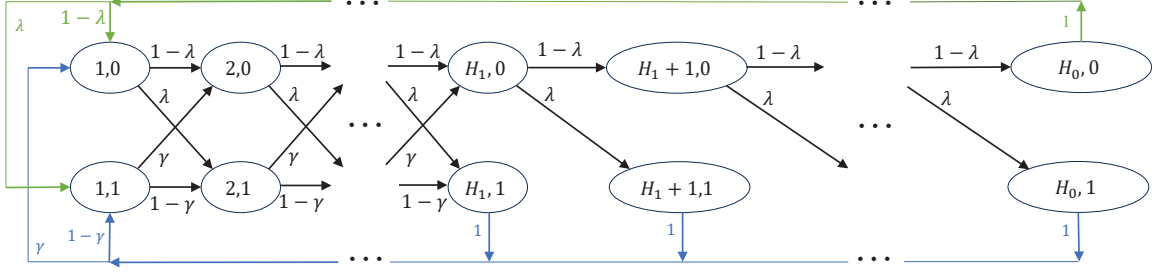 ... ...
λ 1 − λ 1
1 − λ 1 − λ 1 − λ 1 − λ 1 − λ 1 − λ
1,0 2,0 H₁, 0 H₁ + 1,0 H₀, 0
λ λ λ λ λ λ
... ...
γ γ γ
1,1 2,1 H₁, 1 H₁ + 1,1 H₀, 1
1 − γ 1 − γ 1 − γ
γ 1 − γ 1 1 1
... ...